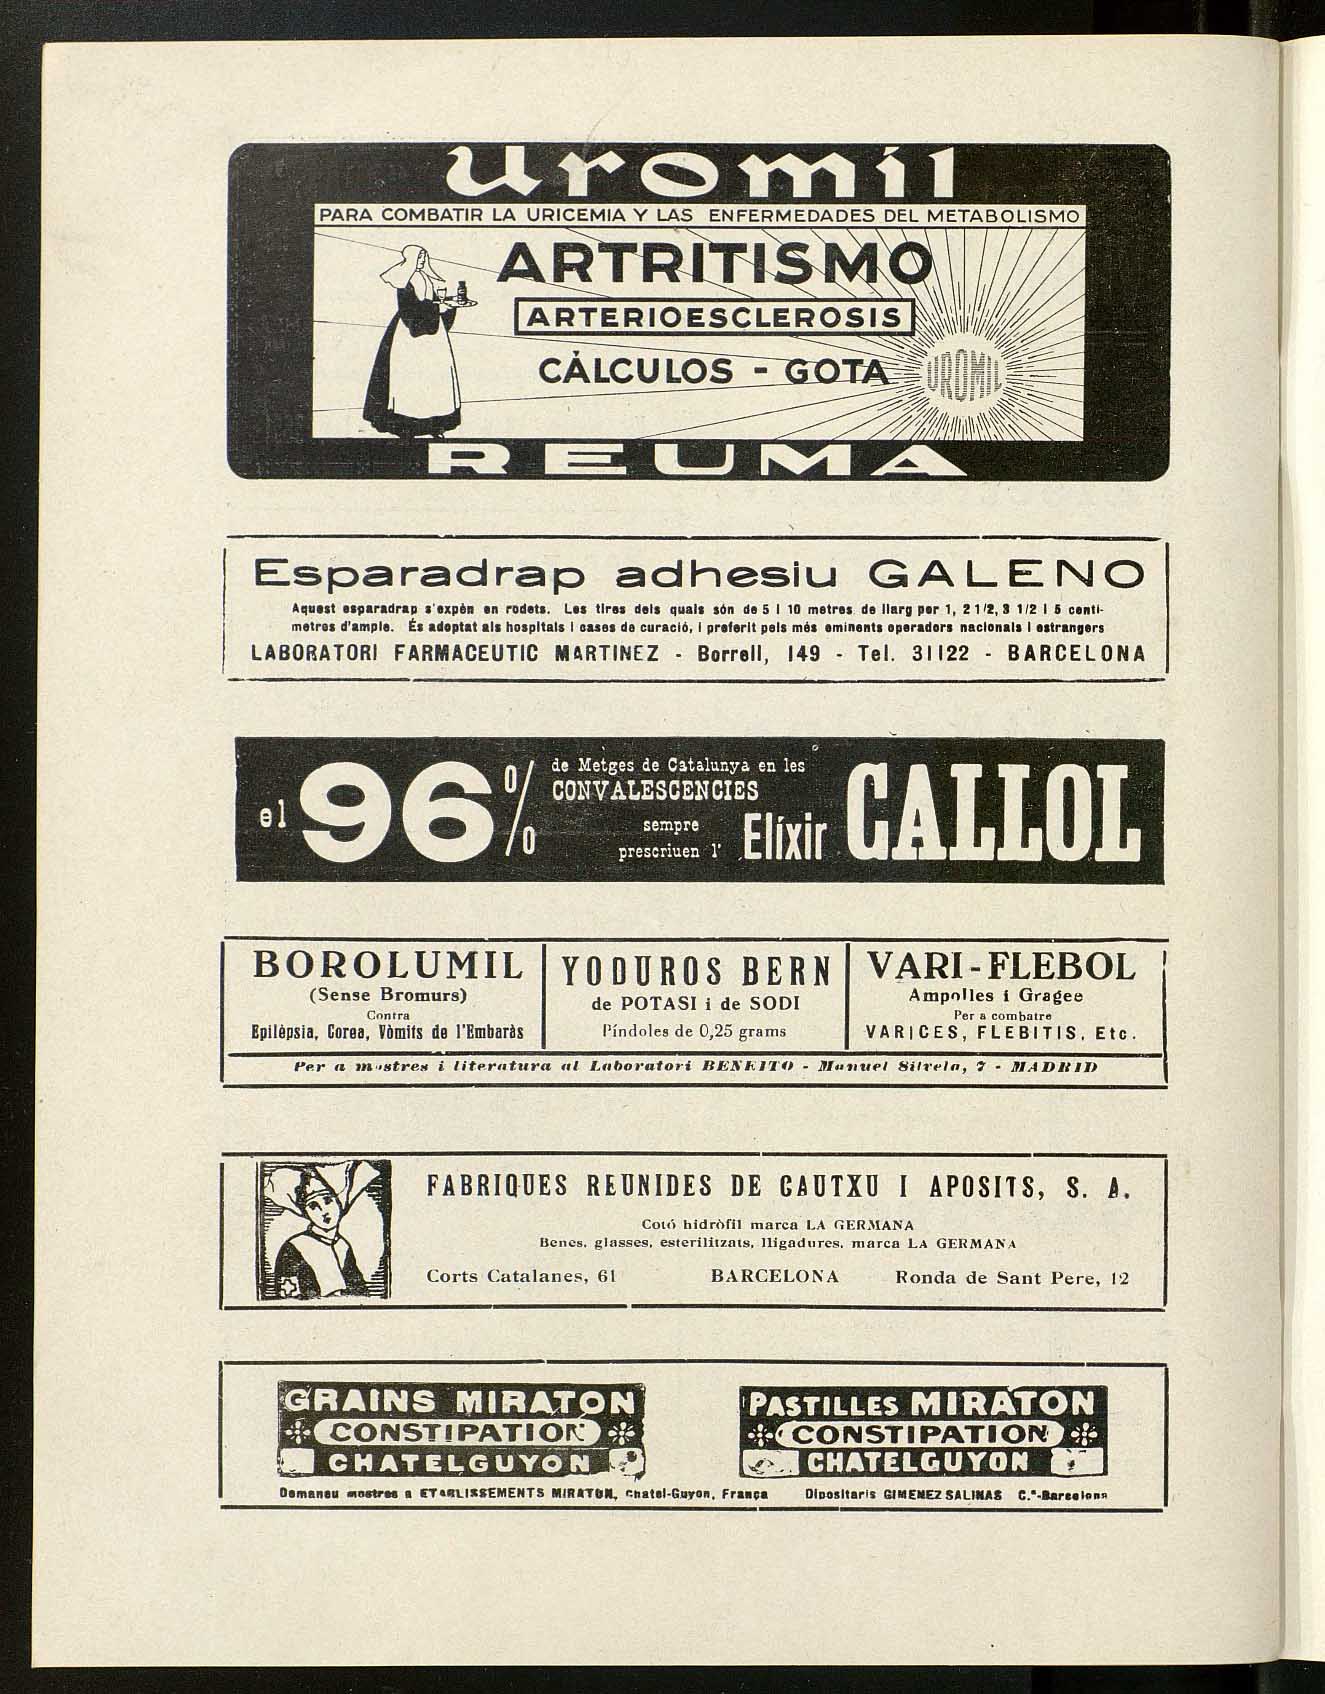 Uromil
PARA COMBATIR LA URICEMIA Y LAS ENFERMEDADES DEL METABOLISMO
ARTRITISMO
ARTERIOESCLEROSIS
CÁLCULOS - GOTA
UROMIL
REUMA
Esparadrap adhesiu GALENO
Aquest esparadrap s'expèn en rodets. Les tires dels quals són de 5 i 10 metres de llarg per 1, 2 1/2, 3 1/2 i 5 centi-
metres d'ample. És adoptat als hospitals i cases de curació, i preferit pels més eminents operadors nacionals i estrangers
LABORATORI FARMACEUTIC MARTINEZ - Borrell, 149 - Tel. 31122 - BARCELONA
el 96 %
de Metges de Catalunya en les
CONVALESCENCIES
sempre
prescriuen l'
Elíxir CALLOL
BOROLUMIL
(Sense Bromurs)
Contra
Epilèpsia, Corea, Vòmits de l'Embaràs
YODUROS BERN
de POTASI i de SODI
Píndoles de 0,25 grams
VARI-FLEBOL
Ampolles i Gragee
Per a combatre
VARICES, FLEBITIS, Etc.
Per a mostres i literatura al Laboratori BENEITO - Manuel Silvela, 7 - MADRID
FABRIQUES REUNIDES DE CAUTXU I APOSITS, S. A.
Cotó hidròfil marca LA GERMANA
Benes, glasses, esterilitzats, lligadures, marca LA GERMANA
Corts Catalanes, 61 BARCELONA Ronda de Sant Pere, 12
GRAINS MIRATON
CONSTIPATION
CHATELGUYON
PASTILLES MIRATON
CONSTIPATION
CHATELGUYON
Demaneu mostres a ETABLISSEMENTS MIRATON, Chatel-Guyon, França Dipositaris GIMENEZ SALINAS C.ª-Barcelona